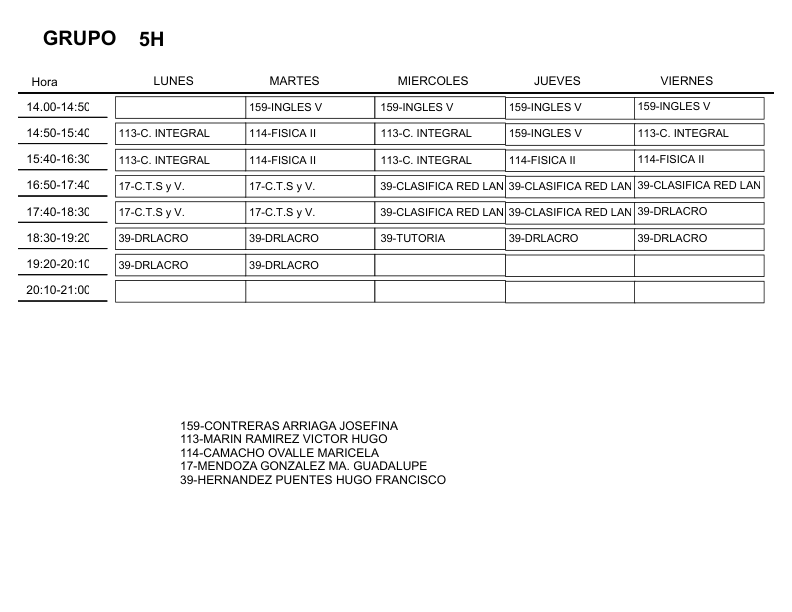 GRUPO 5H
Hora LUNES MARTES MIERCOLES JUEVES VIERNES
14.00-14:50 159-INGLES V 159-INGLES V 159-INGLES V 159-INGLES V
14:50-15:40 113-C. INTEGRAL 114-FISICA II 113-C. INTEGRAL 159-INGLES V 113-C. INTEGRAL
15:40-16:30 113-C. INTEGRAL 114-FISICA II 113-C. INTEGRAL 114-FISICA II 114-FISICA II
16:50-17:40 17-C.T.S y V. 17-C.T.S y V. 39-CLASIFICA RED LAN 39-CLASIFICA RED LAN 39-CLASIFICA RED LAN
17:40-18:30 17-C.T.S y V. 17-C.T.S y V. 39-CLASIFICA RED LAN 39-CLASIFICA RED LAN 39-DRLACRO
18:30-19:20 39-DRLACRO 39-DRLACRO 39-TUTORIA 39-DRLACRO 39-DRLACRO
19:20-20:10 39-DRLACRO 39-DRLACRO
20:10-21:00
159-CONTRERAS ARRIAGA JOSEFINA
113-MARIN RAMIREZ VICTOR HUGO
114-CAMACHO OVALLE MARICELA
17-MENDOZA GONZALEZ MA. GUADALUPE
39-HERNANDEZ PUENTES HUGO FRANCISCO